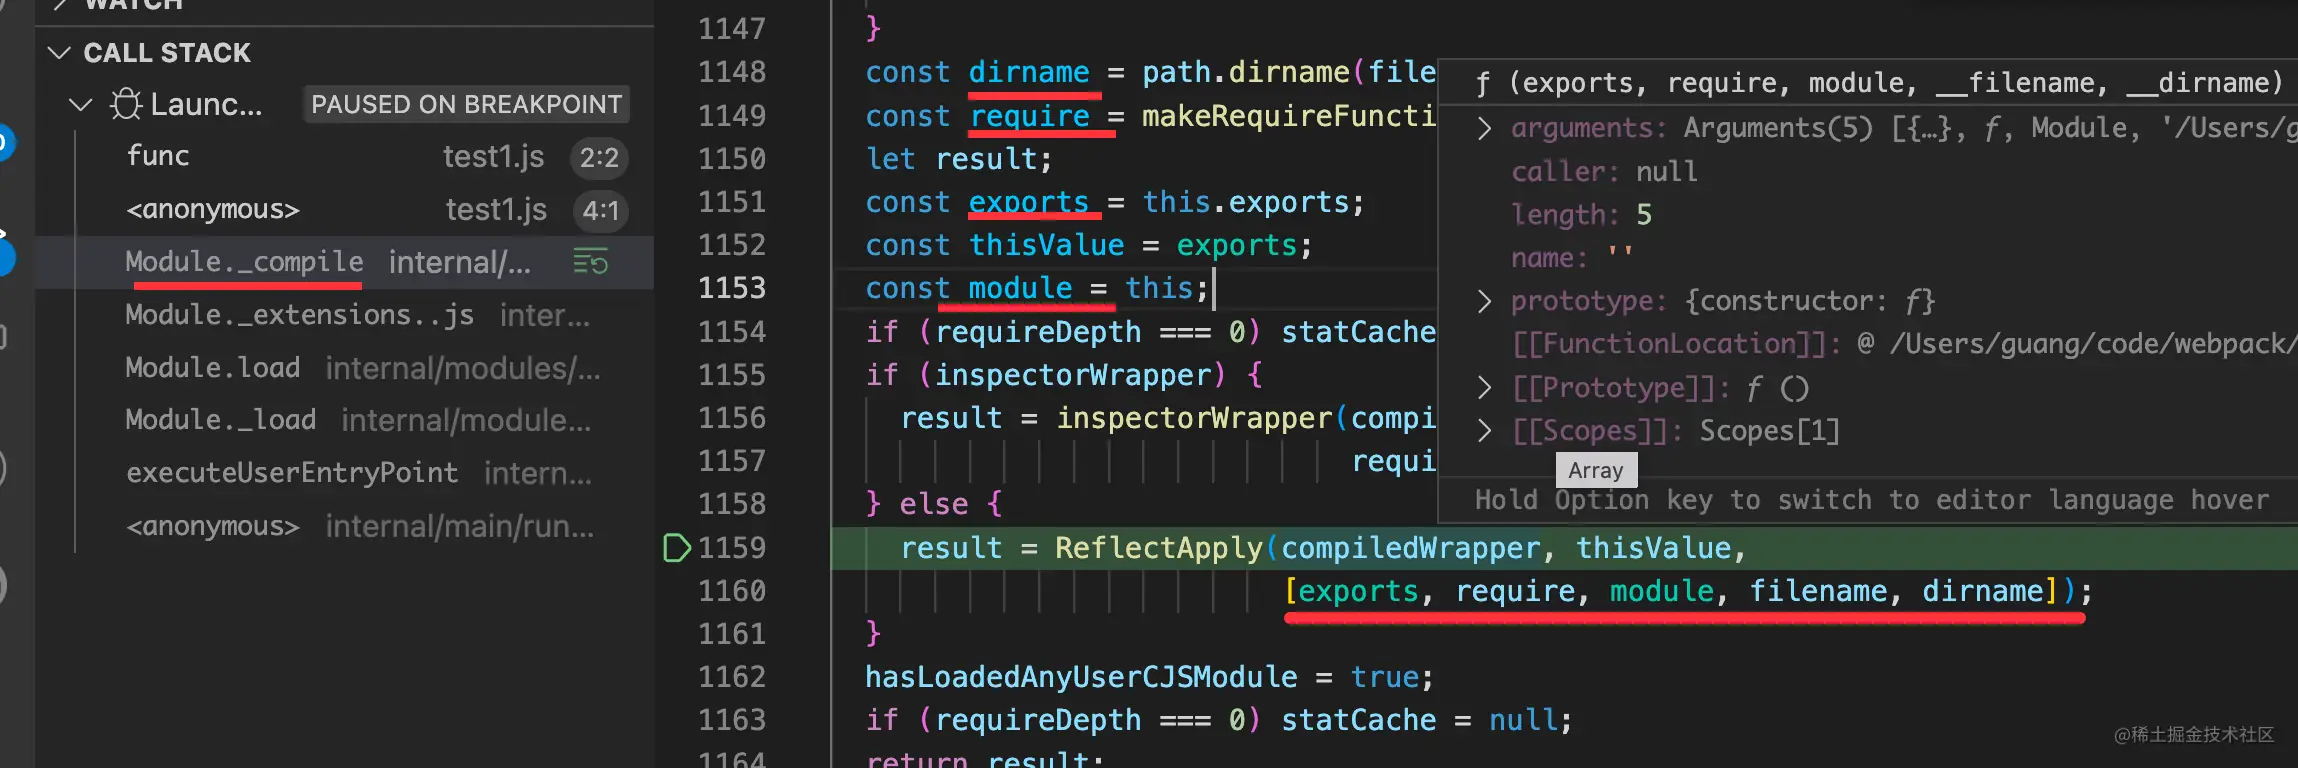 WATCH
CALL STACK
Launc... PAUSED ON BREAKPOINT
func test1.js 2:2
<anonymous> test1.js 4:1
Module._compile internal/...
Module._extensions..js inter...
Module.load internal/modules/...
Module._load internal/module...
executeUserEntryPoint intern...
<anonymous> internal/main/run...
1147 }
1148 const dirname = path.dirname(file
1149 const require = makeRequireFuncti
1150 let result;
1151 const exports = this.exports;
1152 const thisValue = exports;
1153 const module = this;
1154 if (requireDepth === 0) statCache
1155 if (inspectorWrapper) {
1156 result = inspectorWrapper(compi
1157 requi
1158 } else {
1159 result = ReflectApply(compiledWrapper, thisValue,
1160 [exports, require, module, filename, dirname]);
1161 }
1162 hasLoadedAnyUserCJSModule = true;
1163 if (requireDepth === 0) statCache = null;
1164 return result;
ƒ (exports, require, module, __filename, __dirname)
arguments: Arguments(5) [{…}, ƒ, Module, '/Users/g
caller: null
length: 5
name: ''
prototype: {constructor: ƒ}
[[FunctionLocation]]: @ /Users/guang/code/webpack/
[[Prototype]]: ƒ ()
[[Scopes]]: Scopes[1]
Array
Hold Option key to switch to editor language hover
@稀土掘金技术社区